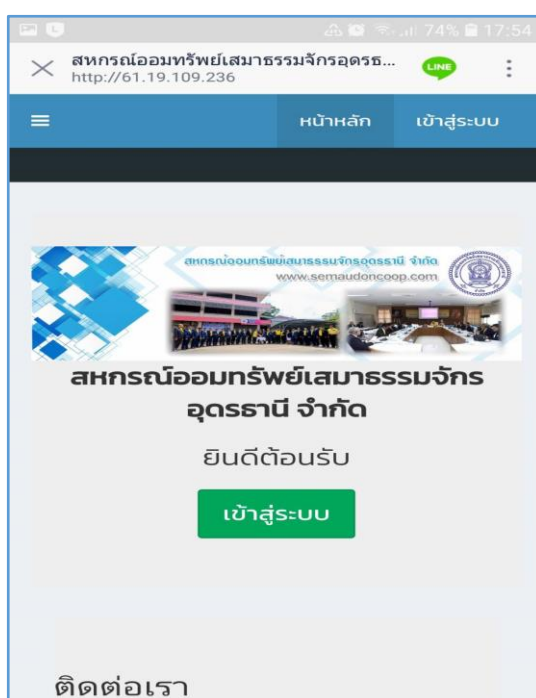 74% 17:54
สหกรณ์ออมทรัพย์เสมาธรรมจักรอุดรธ...
http://61.19.109.236
LINE
หน้าหลัก เข้าสู่ระบบ
สหกรณ์ออมทรัพย์เสมาธรรมจักรอุดรธานี จำกัด
www.semaudoncoop.com
สหกรณ์ออมทรัพย์เสมาธรรมจักร
อุดรธานี จำกัด
ยินดีต้อนรับ
เข้าสู่ระบบ
ติดต่อเรา